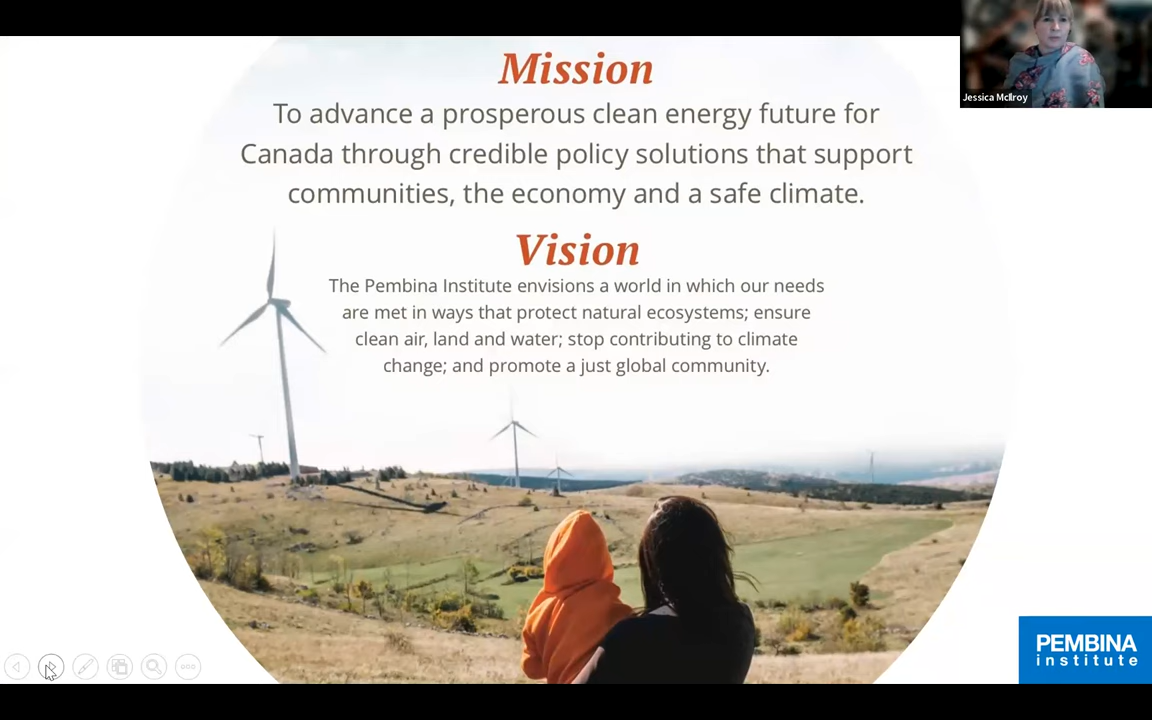 Mission
To advance a prosperous clean energy future for
Canada through credible policy solutions that support
communities, the economy and a safe climate.
Vision
The Pembina Institute envisions a world in which our needs
are met in ways that protect natural ecosystems; ensure
clean air, land and water; stop contributing to climate
change; and promote a just global community.
Jessica McIlroy
PEMBINA
institute